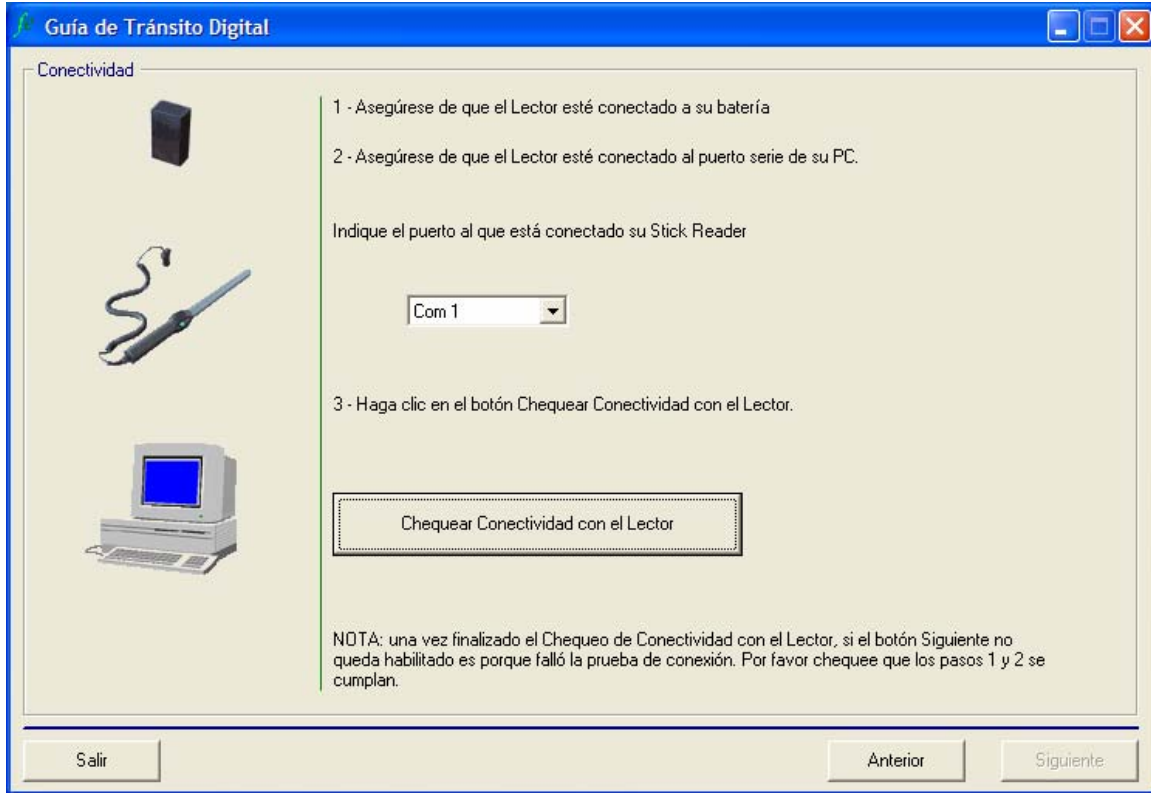 Guía de Tránsito Digital
Conectividad
1 - Asegúrese de que el Lector esté conectado a su batería
2 - Asegúrese de que el Lector esté conectado al puerto serie de su PC.
Indique el puerto al que está conectado su Stick Reader
Com 1
3 - Haga clic en el botón Chequear Conectividad con el Lector.
Chequear Conectividad con el Lector
NOTA: una vez finalizado el Chequeo de Conectividad con el Lector, si el botón Siguiente no
queda habilitado es porque falló la prueba de conexión. Por favor chequee que los pasos 1 y 2 se
cumplan.
Salir
Anterior
Siguiente